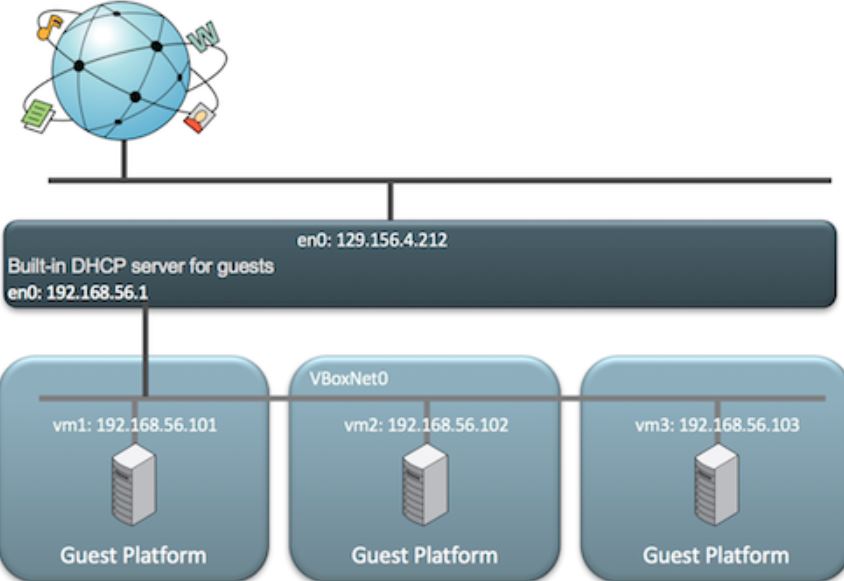 W
en0: 129.156.4.212
Built-in DHCP server for guests
en0: 192.168.56.1
VBoxNet0
vm1: 192.168.56.101
vm2: 192.168.56.102
vm3: 192.168.56.103
Guest Platform
Guest Platform
Guest Platform